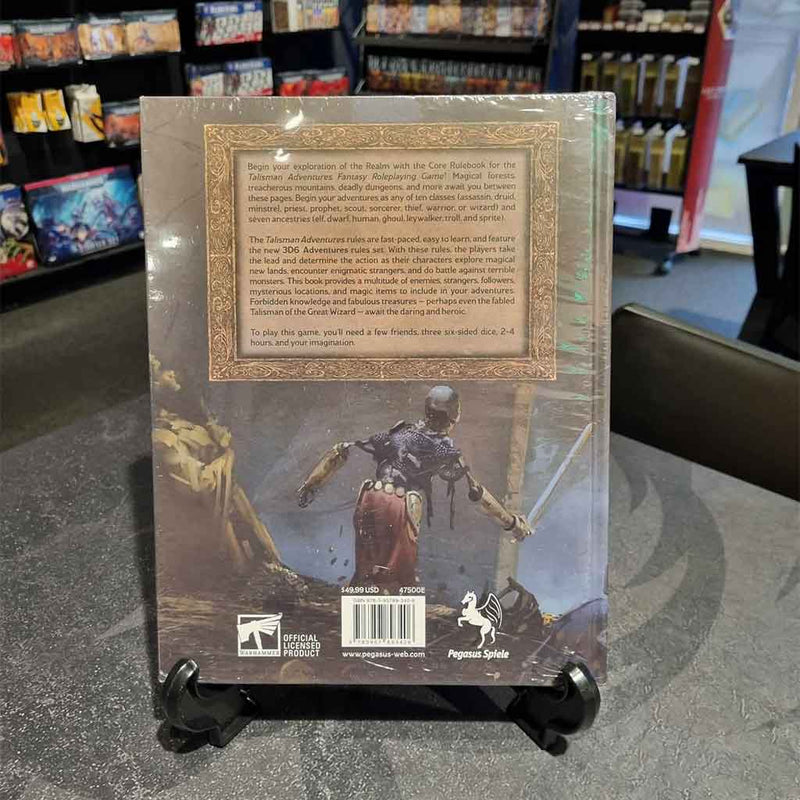 Begin your exploration of the Realm with the Core Rulebook for the
Talisman Adventures Fantasy Roleplaying Game! Magical forests,
treacherous mountains, deadly dungeons, and more await you between
these pages. Begin your adventures as any of ten classes (assassin, druid,
minstrel, priest, prophet, scout, sorcerer, thief, warrior, or wizard) and
seven ancestries (elf, dwarf, human, ghoul, leywalker, troll, and sprite).
The Talisman Adventures rules are fast-paced, easy to learn, and feature
the new 3D6 Adventures rules set. With these rules, the players take
the lead and determine the action as their characters explore magical
new lands, encounter enigmatic strangers, and do battle against terrible
monsters. This book provides a multitude of enemies, strangers, followers,
mysterious locations, and magic items to include in your adventures.
Forbidden knowledge and fabulous treasures — perhaps even the fabled
Talisman of the Great Wizard — await the daring and heroic.
To play this game, you'll need a few friends, three six-sided dice, 2-4
hours, and your imagination.
$49.99 USD 47500E
WARHAMMER
OFFICIAL
LICENSED
PRODUCT
www.pegasus-web.com
Pegasus Spiele